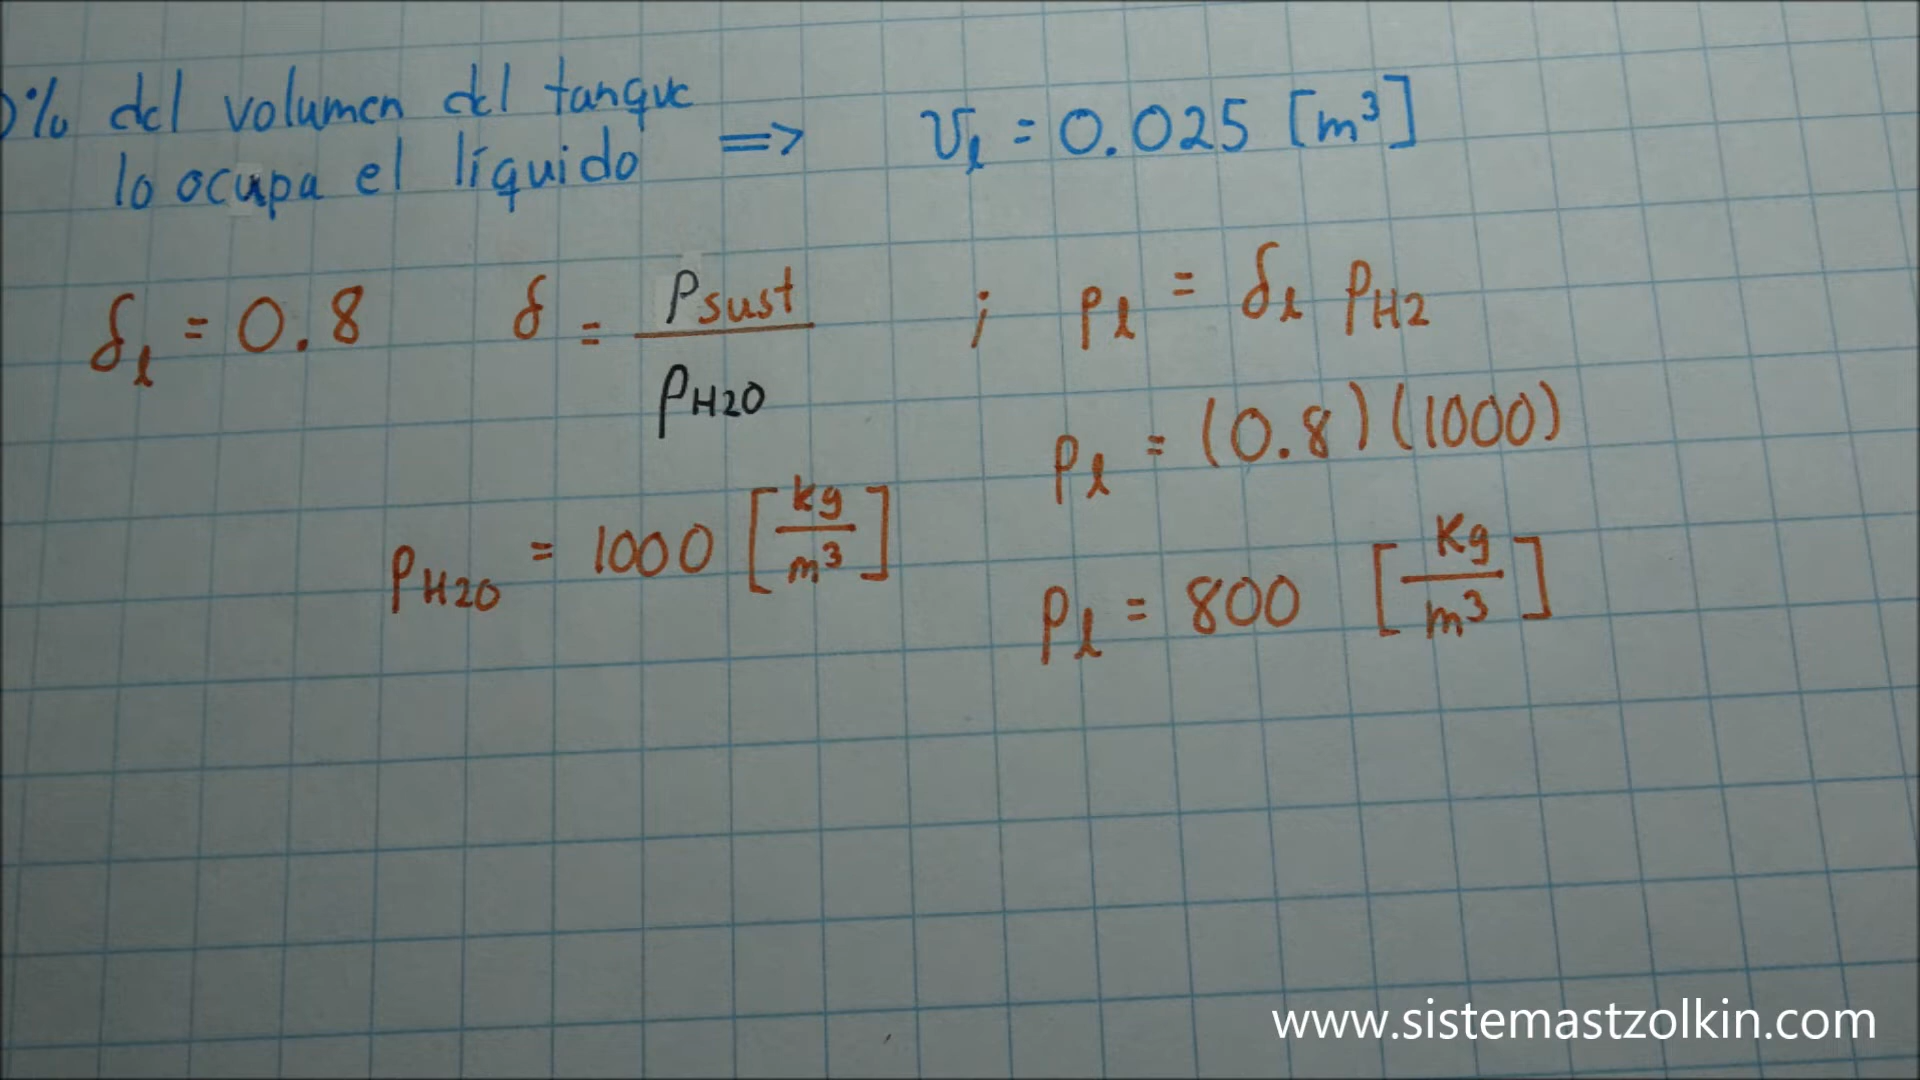 0% del volumen del tanque
lo ocupa el líquido => Vl = 0.025 [m³]
δl = 0.8 δ = ρsust / ρH2O ; ρl = δl ρH2
ρl = (0.8)(1000)
ρH2O = 1000 [kg/m³]
ρl = 800 [Kg/m³]
www.sistemastzolkin.com